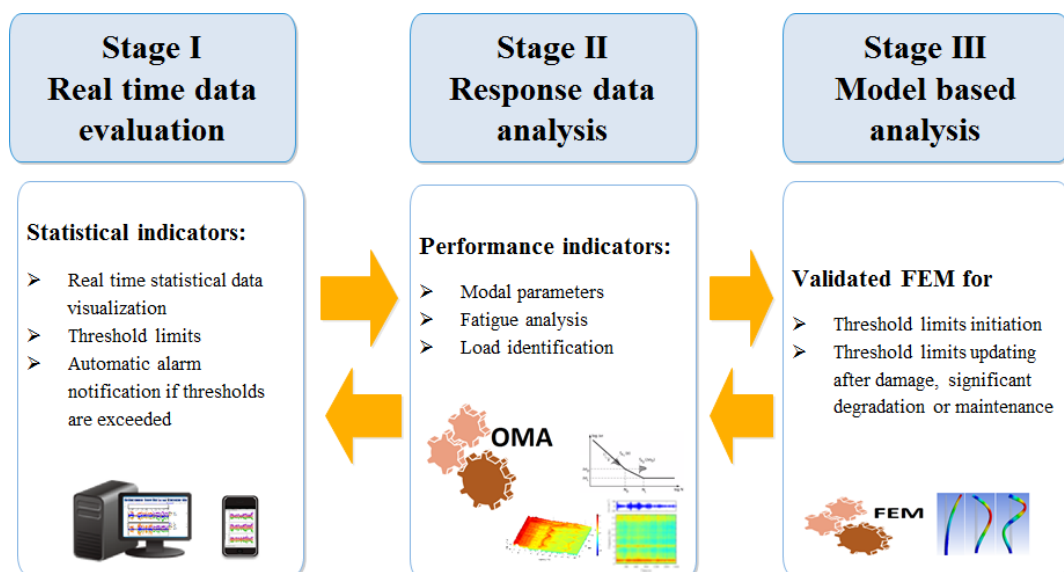 Stage I
Real time data
evaluation
Stage II
Response data
analysis
Stage III
Model based
analysis
Statistical indicators:
➢ Real time statistical data
visualization
➢ Threshold limits
➢ Automatic alarm
notification if thresholds
are exceeded
Performance indicators:
➢ Modal parameters
➢ Fatigue analysis
➢ Load identification
OMA
Validated FEM for
➢ Threshold limits initiation
➢ Threshold limits updating
after damage, significant
degradation or maintenance
FEM